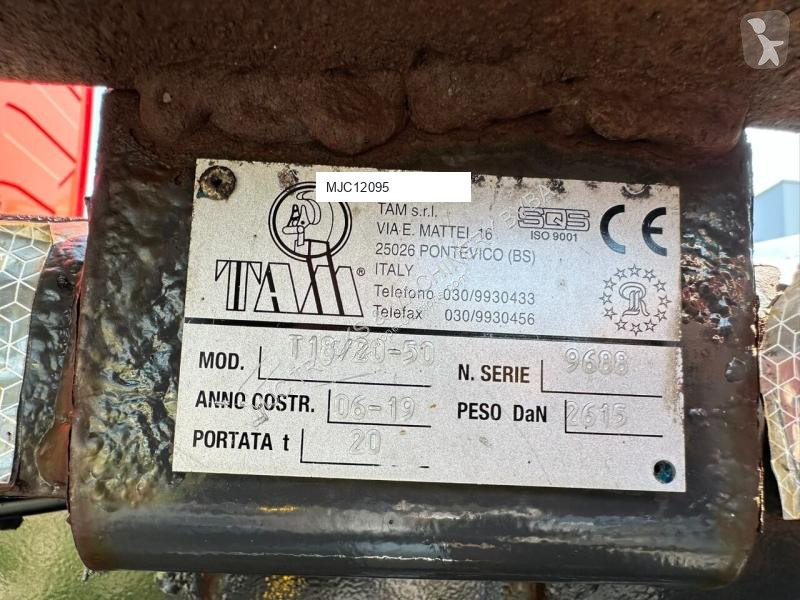 MJC12095
TAM s.r.l.
VIA E. MATTEI 16
25026 PONTEVICO (BS)
ITALY
Telefono 030/9930433
Telefax 030/9930456
TAM ®
SQS
ISO 9001
CE
MOD. T18/20-50
N. SERIE 9688
ANNO COSTR. 06-19
PESO DaN 2615
PORTATA t 20